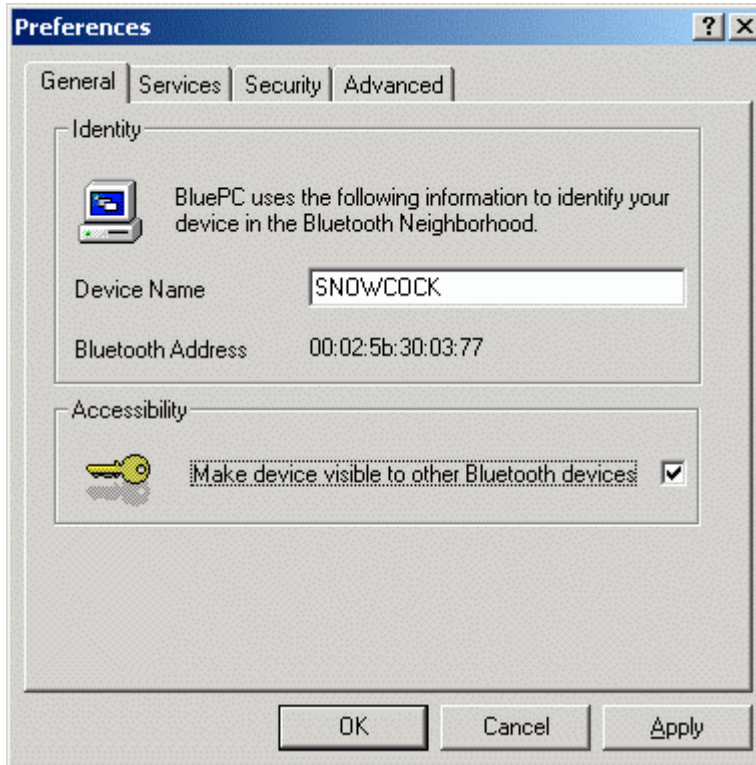 Preferences
General Services Security Advanced
Identity
BluePC uses the following information to identify your
device in the Bluetooth Neighborhood.
Device Name SNOWCOCK
Bluetooth Address 00:02:5b:30:03:77
Accessibility
Make device visible to other Bluetooth devices
OK Cancel Apply